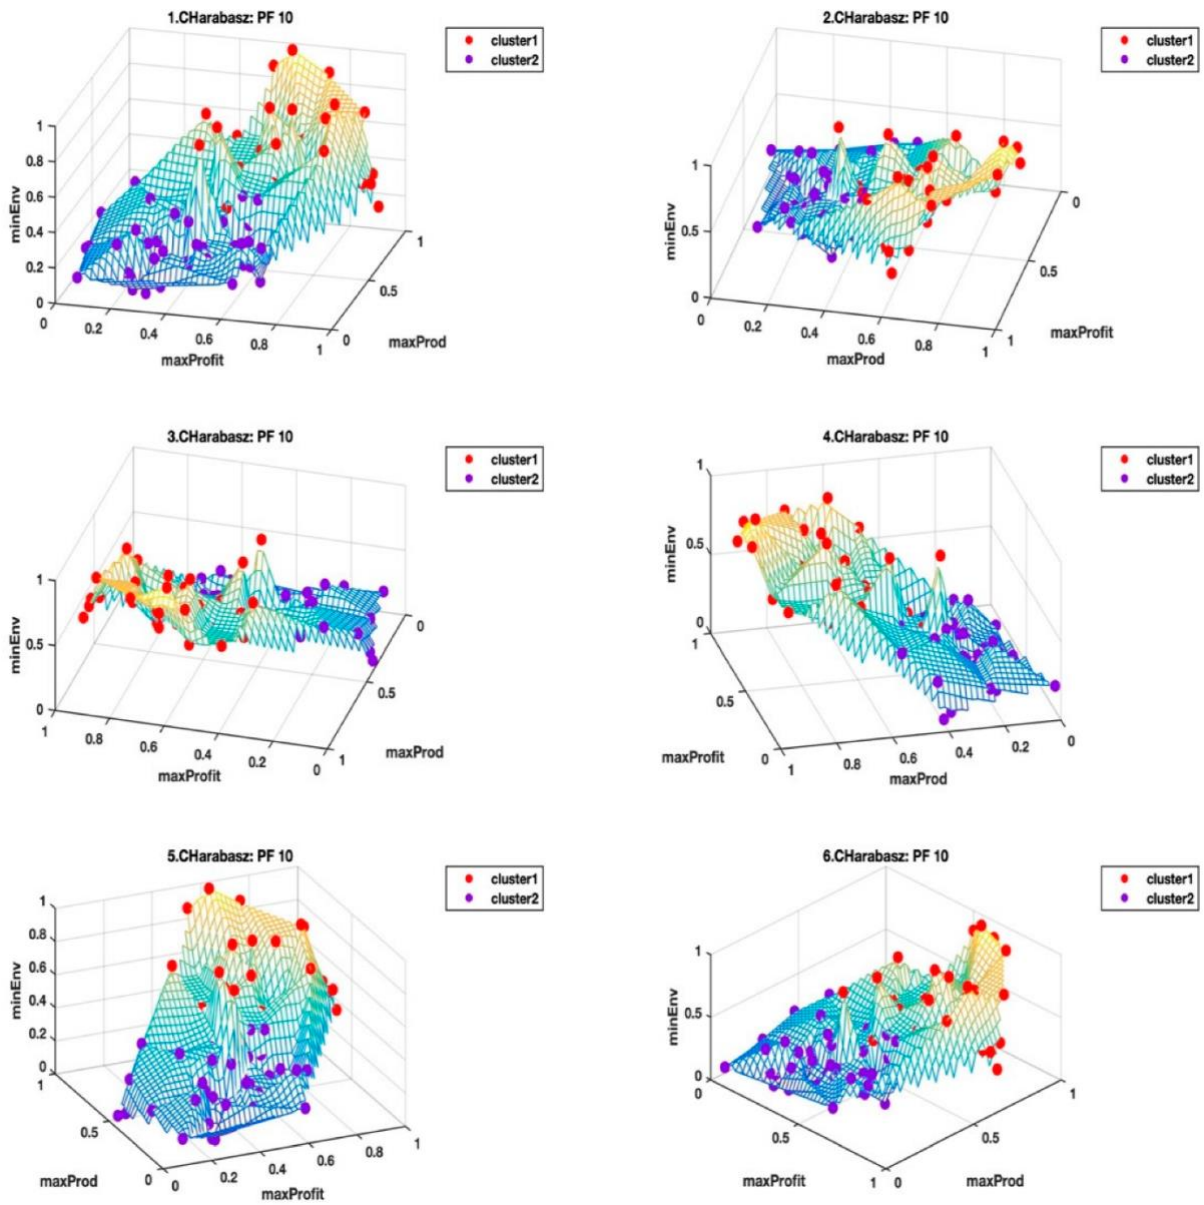 1.CHarabasz: PF 10
cluster1
cluster2
minEnv
1
0.8
0.6
0.4
0.2
0
0
0.2
0.4
0.6
0.8
1
maxProfit
0
0.5
1
maxProd
2.CHarabasz: PF 10
cluster1
cluster2
minEnv
1
0.5
0
0
0.2
0.4
0.6
0.8
1
maxProd
1
0.5
0
maxProfit
3.CHarabasz: PF 10
cluster1
cluster2
minEnv
1
0.5
0
1
0.8
0.6
0.4
0.2
0
maxProfit
1
0.5
0
maxProd
4.CHarabasz: PF 10
cluster1
cluster2
minEnv
1
0.5
0
1
0.5
0
maxProfit
1
0.8
0.6
0.4
0.2
0
maxProd
5.CHarabasz: PF 10
cluster1
cluster2
minEnv
1
0.8
0.6
0.4
0.2
0
1
0.5
0
maxProd
0
0.2
0.4
0.6
0.8
1
maxProfit
6.CHarabasz: PF 10
cluster1
cluster2
minEnv
1
0.5
0
0
0.5
1
maxProfit
0
0.5
1
maxProd